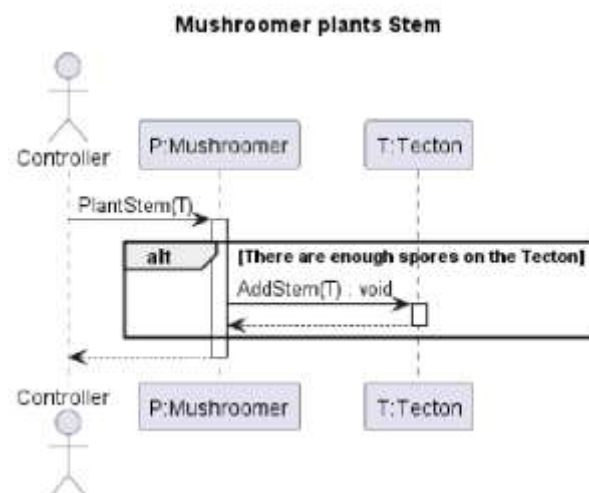 Mushroomer plants Stem
Controller
P:Mushroomer
T:Tecton
PlantStem(T)
alt
[There are enough spores on the Tecton]
AddStem(T) : void
Controller
P:Mushroomer
T:Tecton